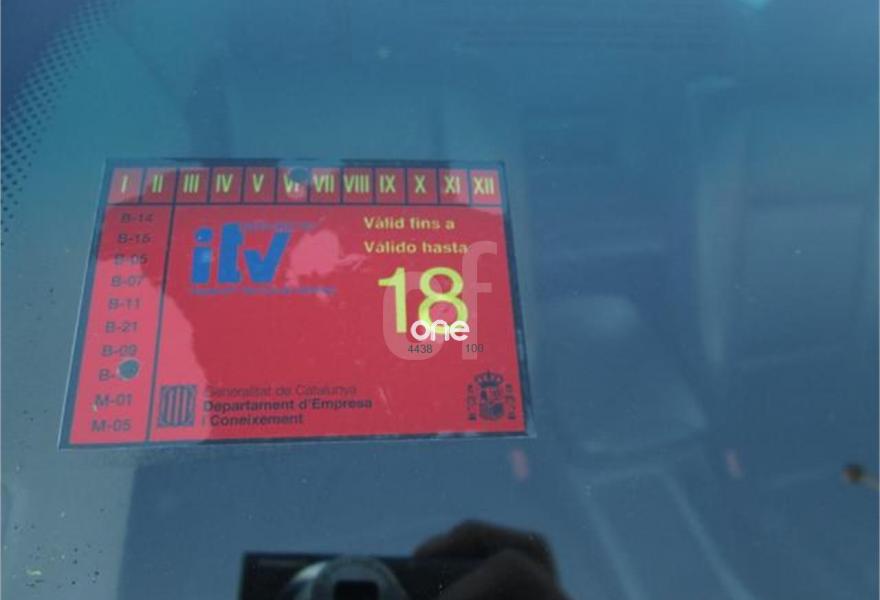 I II III IV V VI VII VIII IX X XI XII
B-14
B-15
B-05
B-07
B-11
B-21
B-09
M-01
M-05
itv
Vàlid fins a
Válido hasta
18
4438 100
Generalitat de Catalunya
Departament d'Empresa
i Coneixement
cf
one